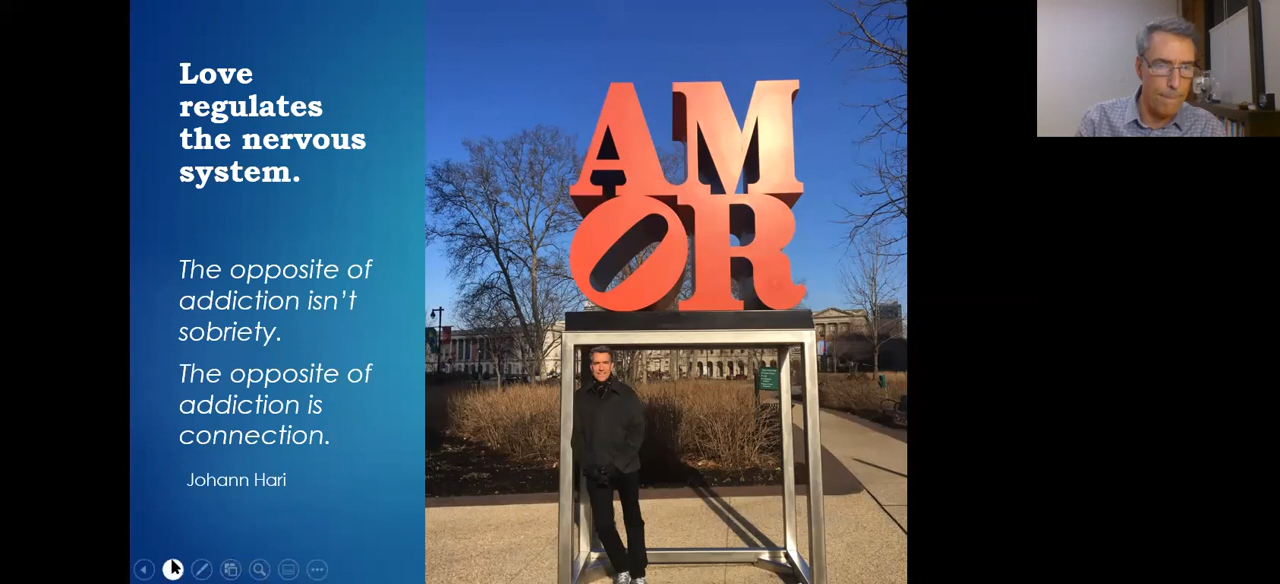 Love
regulates
the nervous
system.
The opposite of
addiction isn’t
sobriety.
The opposite of
addiction is
connection.
Johann Hari
AM
OR